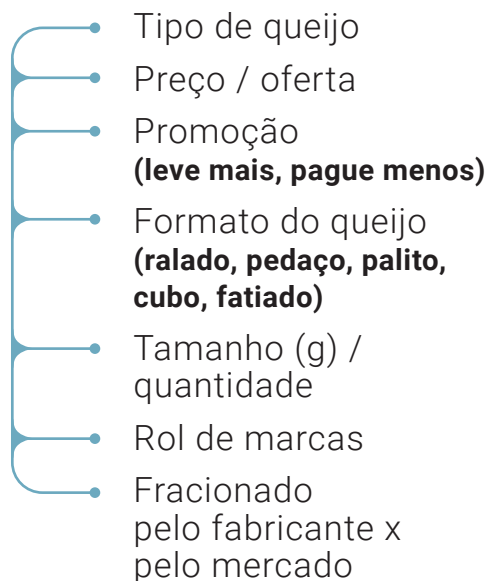 Tipo de queijo
Preço / oferta
Promoção
(leve mais, pague menos)
Formato do queijo
(ralado, pedaço, palito,
cubo, fatiado)
Tamanho (g) /
quantidade
Rol de marcas
Fracionado
pelo fabricante x
pelo mercado